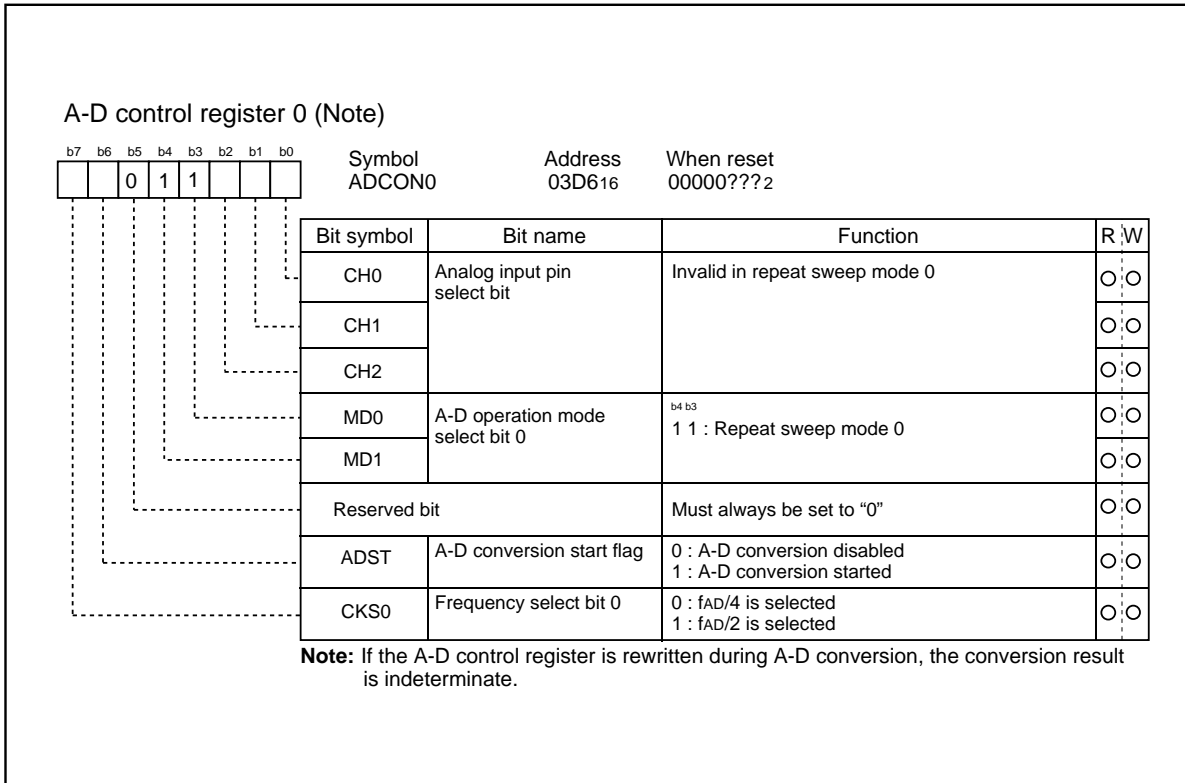 A-D control register 0 (Note)
b7 b6 b5 b4 b3 b2 b1 b0
0 1 1
Symbol Address When reset
ADCON0 03D616 00000???2
Bit symbol Bit name Function R W
CH0 Analog input pin select bit Invalid in repeat sweep mode 0
CH1
CH2
MD0 A-D operation mode select bit 0 b4 b3
1 1 : Repeat sweep mode 0
MD1
Reserved bit Must always be set to “0”
ADST A-D conversion start flag 0 : A-D conversion disabled
1 : A-D conversion started
CKS0 Frequency select bit 0 0 : fAD/4 is selected
1 : fAD/2 is selected
Note: If the A-D control register is rewritten during A-D conversion, the conversion result
is indeterminate.